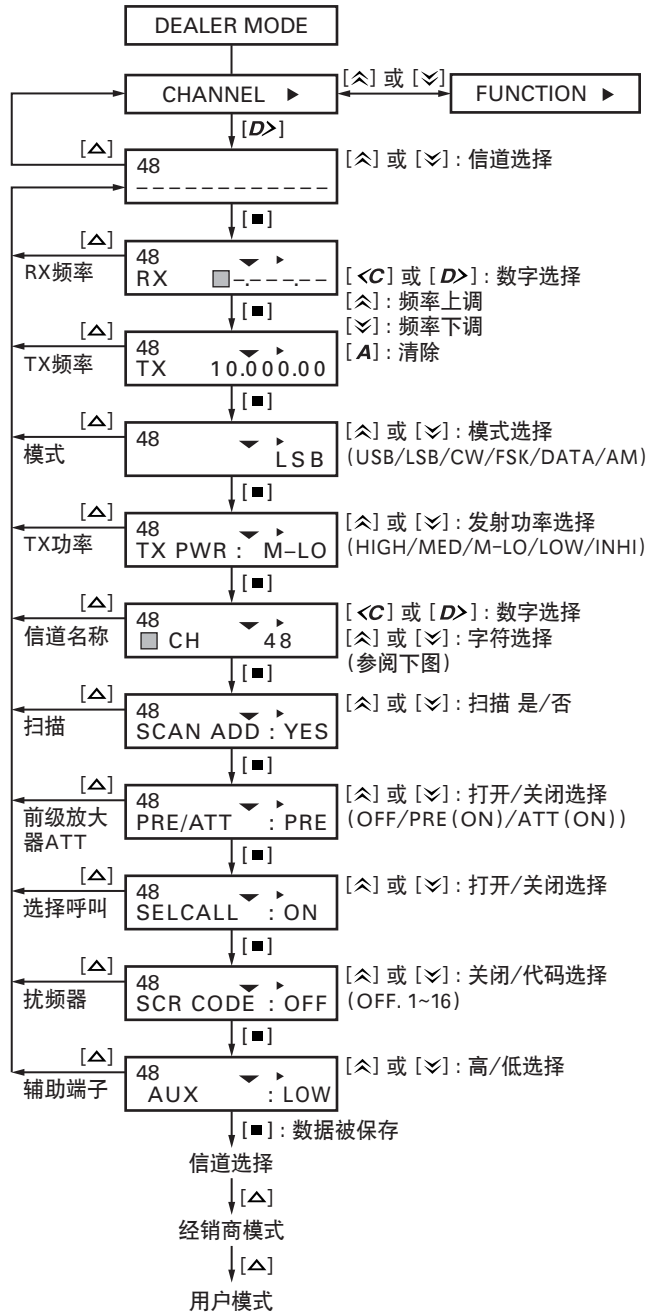 DEALER MODE
CHANNEL ▶
[︽] 或 [︾]
FUNCTION ▶
[D>]
[△]
48
– – – – – – – – – – – –
[︽] 或 [︾] : 信道选择
[■]
[△]
RX频率
48
RX –.– – –.– –
[<C] 或 [D>] : 数字选择
[︽] : 频率上调
[︾] : 频率下调
[A] : 清除
[■]
[△]
TX频率
48
TX 10.000.00
[■]
[△]
模式
48
LSB
[︽] 或 [︾] : 模式选择
(USB/LSB/CW/FSK/DATA/AM)
[■]
[△]
TX功率
48
TX PWR : M–LO
[︽] 或 [︾] : 发射功率选择
(HIGH/MED/M–LO/LOW/INHI)
[■]
[△]
信道名称
48
CH 48
[<C] 或 [D>] : 数字选择
[︽] 或 [︾] : 字符选择
(参阅下图)
[■]
[△]
扫描
48
SCAN ADD : YES
[︽] 或 [︾] : 扫描 是/否
[■]
[△]
前级放大
器ATT
48
PRE/ATT : PRE
[︽] 或 [︾] : 打开/关闭选择
(OFF/PRE(ON)/ATT(ON))
[■]
[△]
选择呼叫
48
SELCALL : ON
[︽] 或 [︾] : 打开/关闭选择
[■]
[△]
扰频器
48
SCR CODE : OFF
[︽] 或 [︾] : 关闭/代码选择
(OFF. 1~16)
[■]
[△]
辅助端子
48
AUX : LOW
[︽] 或 [︾] : 高/低选择
[■] : 数据被保存
信道选择
[△]
经销商模式
[△]
用户模式